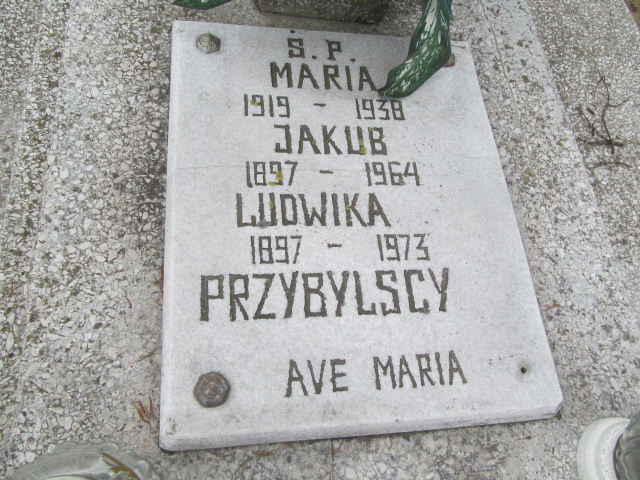 Ś. P.
MARIA
1919 - 1938
JAKUB
1897 - 1964
LUDWIKA
1897 - 1973
PRZYBYLSCY
AVE MARIA